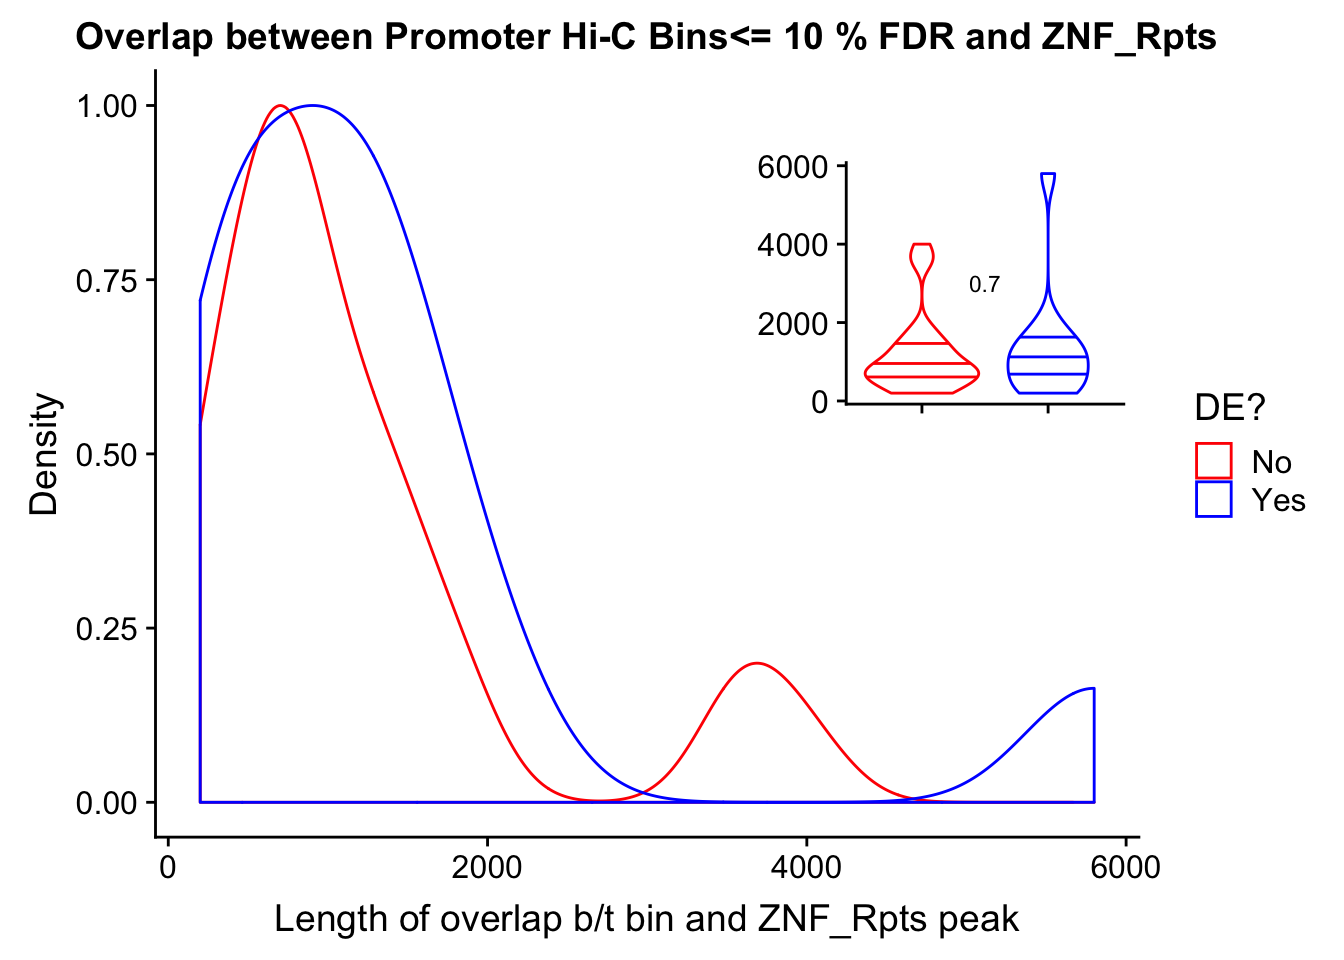 Overlap between Promoter Hi-C Bins<= 10 % FDR and ZNF_Rpts
1.00
0.75
0.50
0.25
0.00
Density
0
2000
4000
6000
Length of overlap b/t bin and ZNF_Rpts peak
6000
4000
2000
0
0.7
DE?
No
Yes